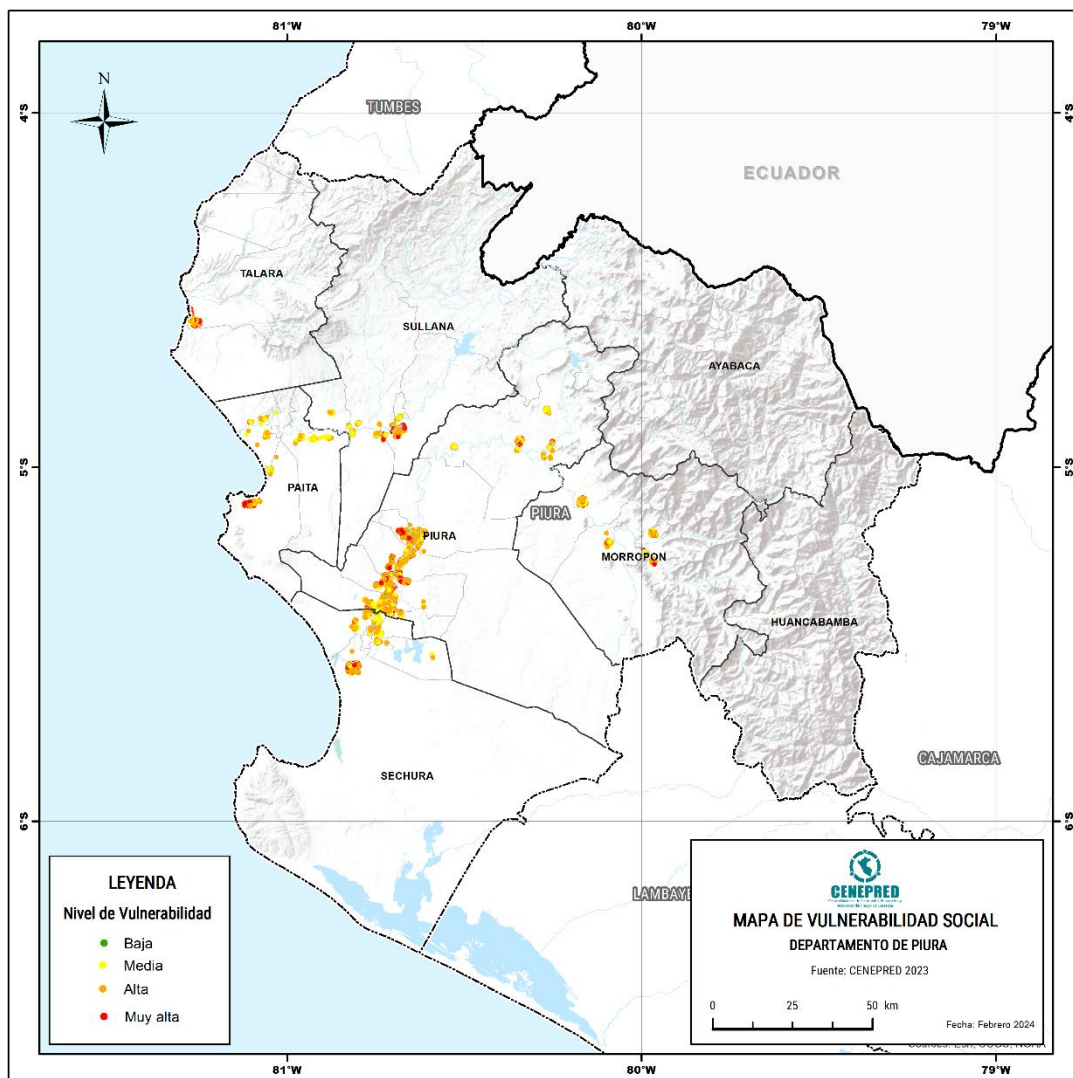 81°W
80°W
79°W
N
TUMBES
4°S
4°S
ECUADOR
TALARA
SULLANA
AYABACA
5°S
5°S
PAITA
PIURA
PIURA
MORROPON
HUANCABAMBA
SECHURA
CAJAMARCA
6°S
6°S
LEYENDA
Nivel de Vulnerabilidad
Baja
Media
Alta
Muy alta
LAMBAYE
CENEPRED
MAPA DE VULNERABILIDAD SOCIAL
DEPARTAMENTO DE PIURA
Fuente: CENEPRED 2023
0 25 50 km
Fecha: Febrero 2024
81°W
80°W
79°W